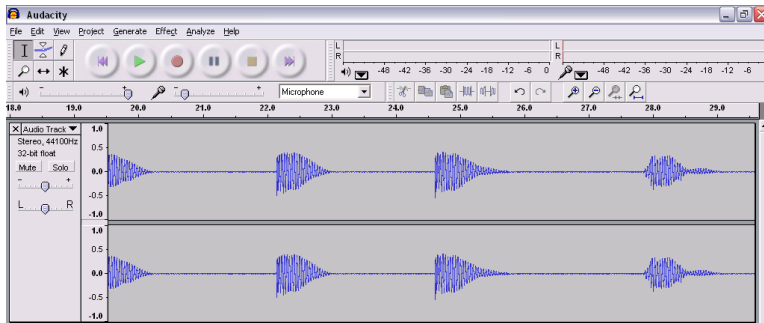 Audacity
File Edit View Project Generate Effect Analyze Help
L
R
-48 -42 -36 -30 -24 -18 -12 -6 0
L
R
-48 -42 -36 -30 -24 -18 -12 -6
Microphone
18.0 19.0 20.0 21.0 22.0 23.0 24.0 25.0 26.0 27.0 28.0 29.0
Audio Track
Stereo, 44100Hz
32-bit float
Mute Solo
- +
L R
1.0
0.5
0.0
-0.5
-1.0
1.0
0.5
0.0
-0.5
-1.0